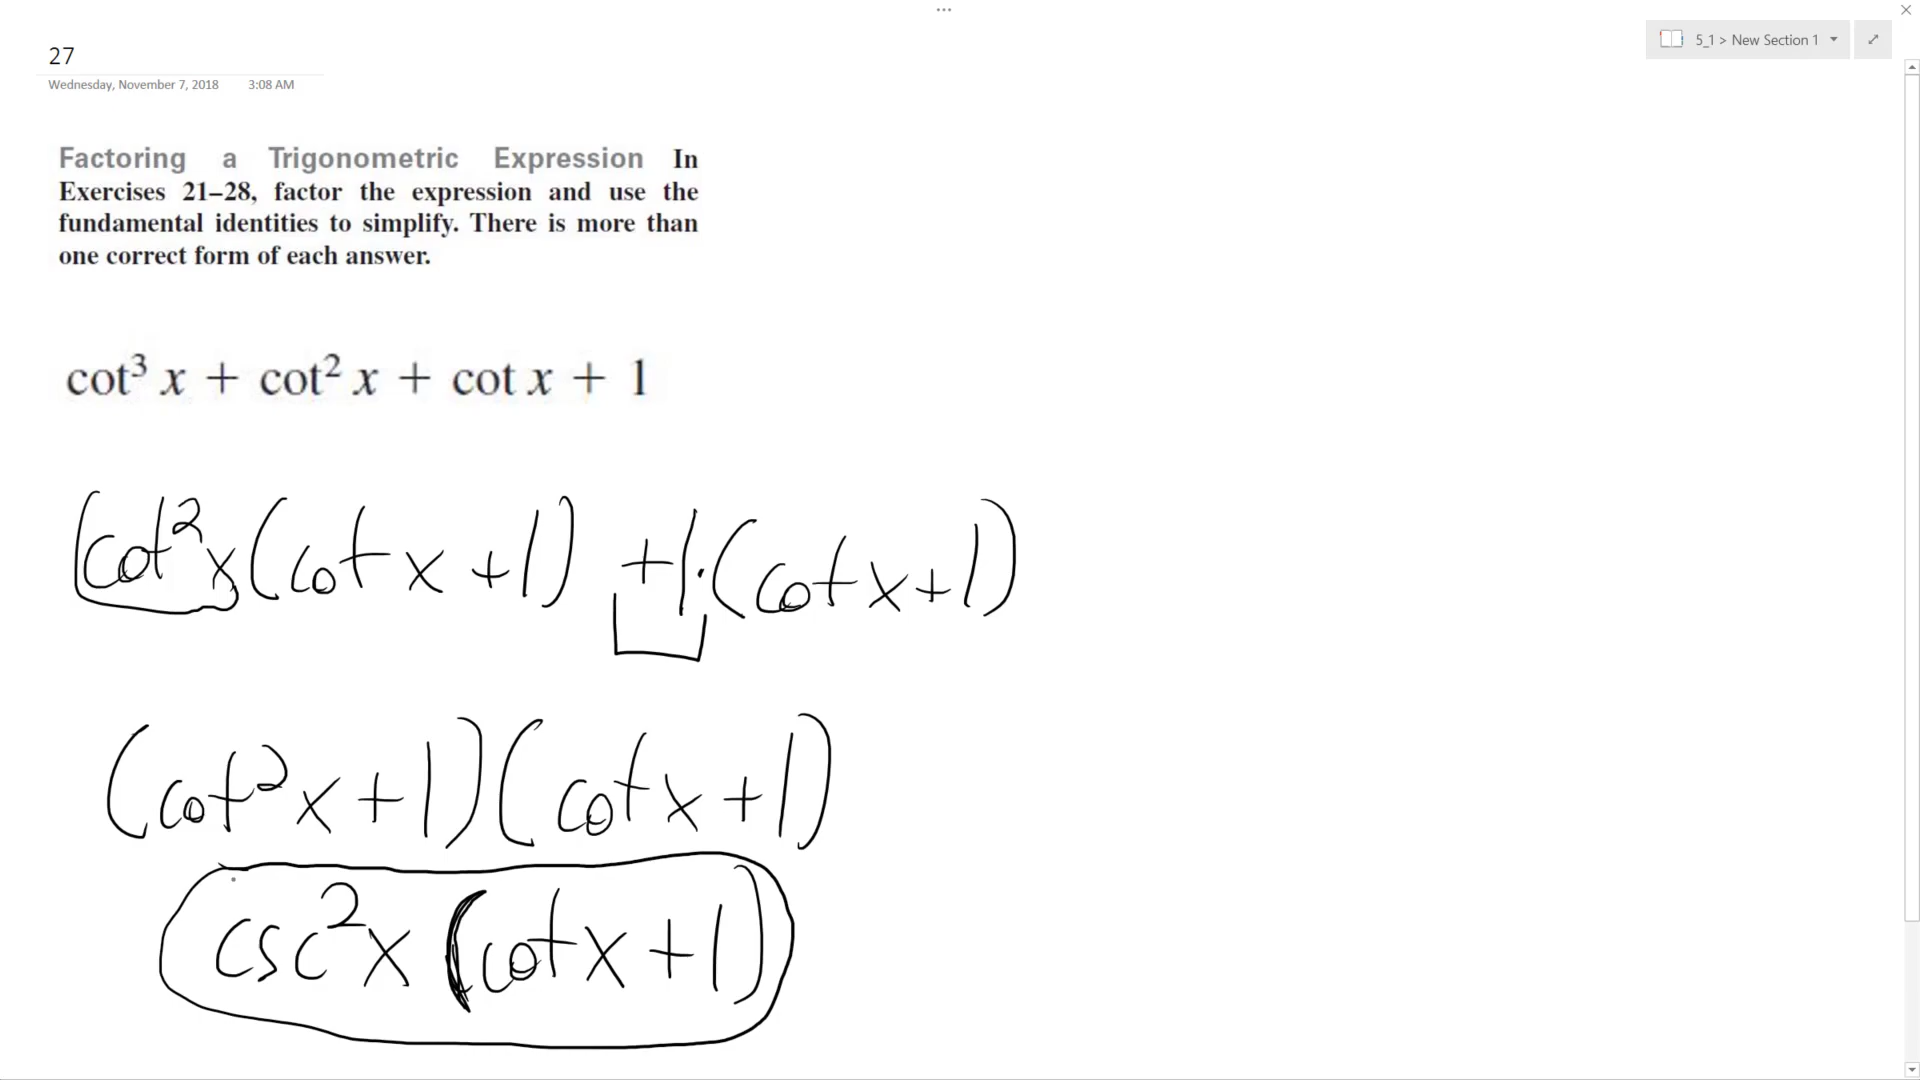 ...
5_1 > New Section 1
27
Wednesday, November 7, 2018 3:08 AM
Factoring a Trigonometric Expression In
Exercises 21–28, factor the expression and use the
fundamental identities to simplify. There is more than
one correct form of each answer.
cot³ x + cot² x + cot x + 1
cot²x(cot x +1) +1·(cot x+1)
(cot²x+1)(cot x+1)
csc²x (cot x +1)